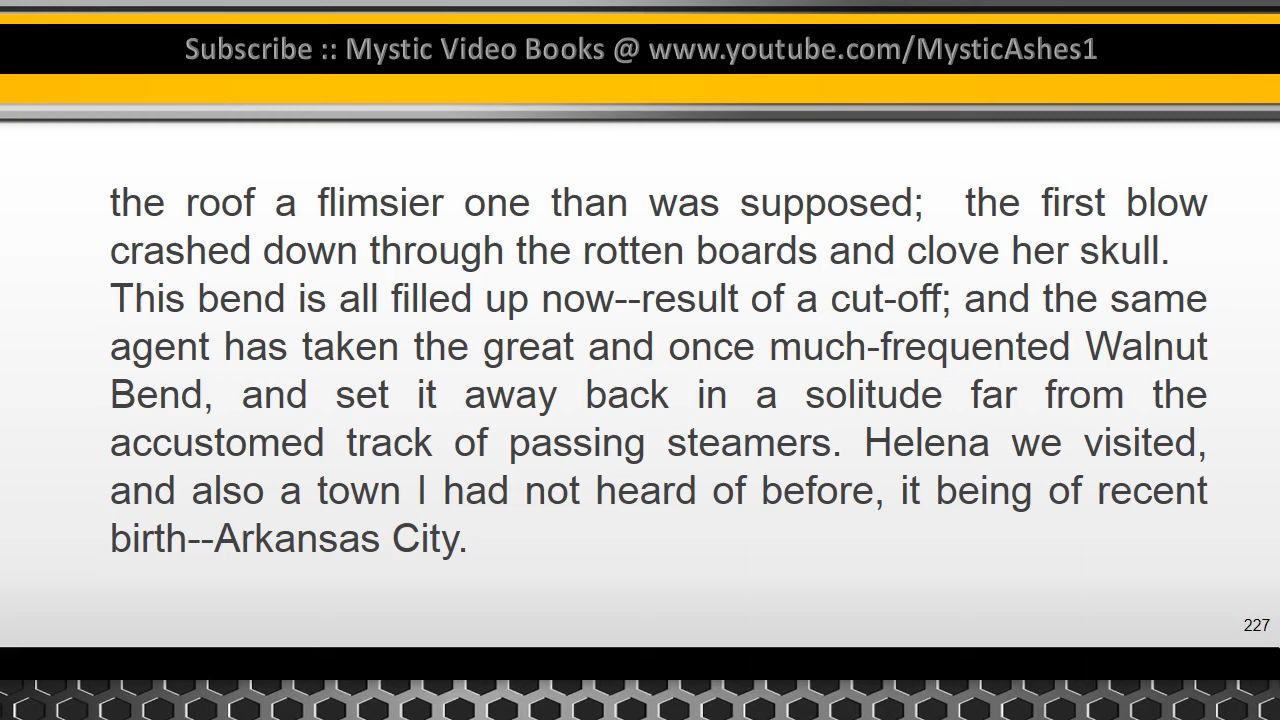 Subscribe :: Mystic Video Books @ www.youtube.com/MysticAshes1
the roof a flimsier one than was supposed; the first blow
crashed down through the rotten boards and clove her skull.
This bend is all filled up now--result of a cut-off; and the same
agent has taken the great and once much-frequented Walnut
Bend, and set it away back in a solitude far from the
accustomed track of passing steamers. Helena we visited,
and also a town I had not heard of before, it being of recent
birth--Arkansas City.
227